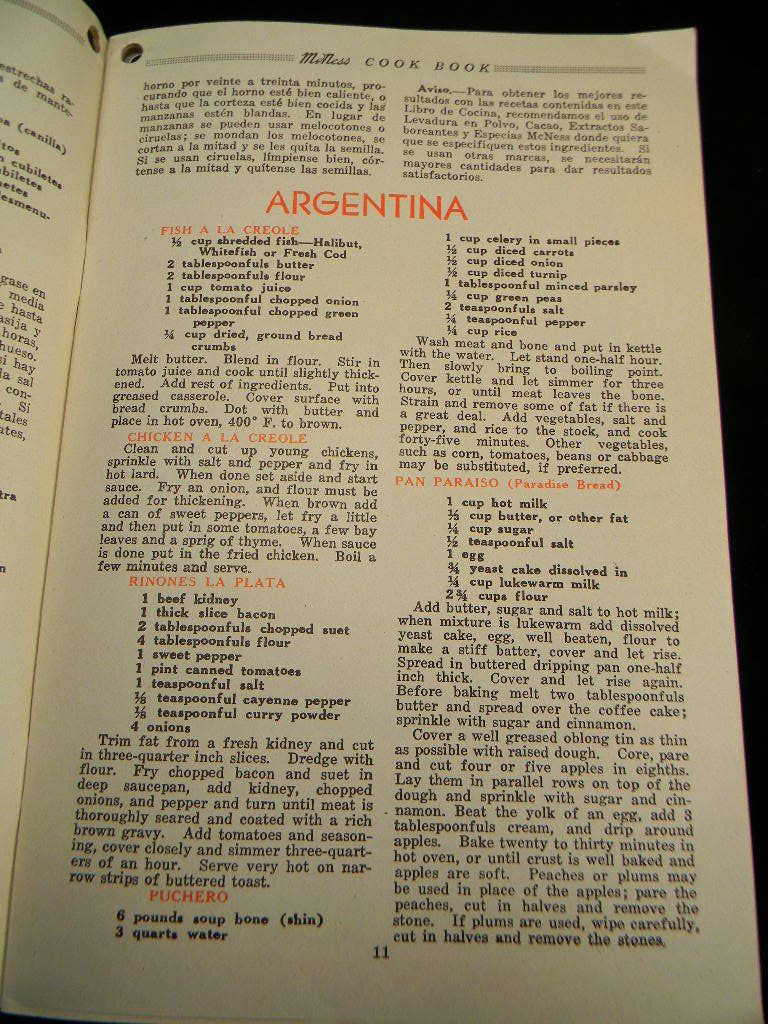 estrechas ra-
s de mante-
a (canilla)
tos
cubiletes
ubiletes
etes
desmenu-
gase en
media
e hasta
asija y
horas,
hueso.
si hay
la sal
con-
Si
tales
ates,
tra
n
McNess COOK BOOK
horno por veinte a treinta minutos, pro-
curando que el horno esté bien caliente, o
hasta que la corteza esté bien cocida y las
manzanas estén blandas. En lugar de
manzanas se pueden usar melocotones o
ciruelas; se mondan los melocotones, se
cortan a la mitad y se les quita la semilla.
Si se usan ciruelas, límpiense bien, cór-
tense a la mitad y quítense las semillas.
Aviso.—Para obtener los mejores re-
sultados con las recetas contenidas en este
Libro de Cocina, recomendamos el uso de
Levadura en Polvo, Cacao, Extractos Sa-
boreantes y Especias McNess donde quiera
que se especifiquen estos ingredientes. Si
se usan otras marcas, se necesitarán
mayores cantidades para dar resultados
satisfactorios.
ARGENTINA
FISH A LA CREOLE
½ cup shredded fish—Halibut,
Whitefish or Fresh Cod
2 tablespoonfuls butter
2 tablespoonfuls flour
1 cup tomato juice
1 tablespoonful chopped onion
1 tablespoonful chopped green
pepper
¼ cup dried, ground bread
crumbs
Melt butter. Blend in flour. Stir in
tomato juice and cook until slightly thick-
ened. Add rest of ingredients. Put into
greased casserole. Cover surface with
bread crumbs. Dot with butter and
place in hot oven, 400° F. to brown.
CHICKEN A LA CREOLE
Clean and cut up young chickens,
sprinkle with salt and pepper and fry in
hot lard. When done set aside and start
sauce. Fry an onion, and flour must be
added for thickening. When brown add
a can of sweet peppers, let fry a little
and then put in some tomatoes, a few bay
leaves and a sprig of thyme. When sauce
is done put in the fried chicken. Boil a
few minutes and serve.
RINONES LA PLATA
1 beef kidney
1 thick slice bacon
2 tablespoonfuls chopped suet
4 tablespoonfuls flour
1 sweet pepper
1 pint canned tomatoes
1 teaspoonful salt
⅛ teaspoonful cayenne pepper
⅛ teaspoonful curry powder
4 onions
Trim fat from a fresh kidney and cut
in three-quarter inch slices. Dredge with
flour. Fry chopped bacon and suet in
deep saucepan, add kidney, chopped
onions, and pepper and turn until meat is
thoroughly seared and coated with a rich
brown gravy. Add tomatoes and season-
ing, cover closely and simmer three-quart-
ers of an hour. Serve very hot on nar-
row strips of buttered toast.
PUCHERO
6 pounds soup bone (shin)
3 quarts water
1 cup celery in small pieces
½ cup diced carrots
½ cup diced onion
½ cup diced turnip
1 tablespoonful minced parsley
¼ cup green peas
2 teaspoonfuls salt
¼ teaspoonful pepper
¼ cup rice
Wash meat and bone and put in kettle
with the water. Let stand one-half hour.
Then slowly bring to boiling point.
Cover kettle and let simmer for three
hours, or until meat leaves the bone.
Strain and remove some of fat if there is
a great deal. Add vegetables, salt and
pepper, and rice to the stock, and cook
forty-five minutes. Other vegetables,
such as corn, tomatoes, beans or cabbage
may be substituted, if preferred.
PAN PARAISO (Paradise Bread)
1 cup hot milk
⅓ cup butter, or other fat
¼ cup sugar
½ teaspoonful salt
1 egg
¾ yeast cake dissolved in
¼ cup lukewarm milk
2¾ cups flour
Add butter, sugar and salt to hot milk;
when mixture is lukewarm add dissolved
yeast cake, egg, well beaten, flour to
make a stiff batter, cover and let rise.
Spread in buttered dripping pan one-half
inch thick. Cover and let rise again.
Before baking melt two tablespoonfuls
butter and spread over the coffee cake;
sprinkle with sugar and cinnamon.
Cover a well greased oblong tin as thin
as possible with raised dough. Core, pare
and cut four or five apples in eighths.
Lay them in parallel rows on top of the
dough and sprinkle with sugar and cin-
namon. Beat the yolk of an egg, add 3
tablespoonfuls cream, and drip around
apples. Bake twenty to thirty minutes in
hot oven, or until crust is well baked and
apples are soft. Peaches or plums may
be used in place of the apples; pare the
peaches, cut in halves and remove the
stone. If plums are used, wipe carefully,
cut in halves and remove the stones.
11